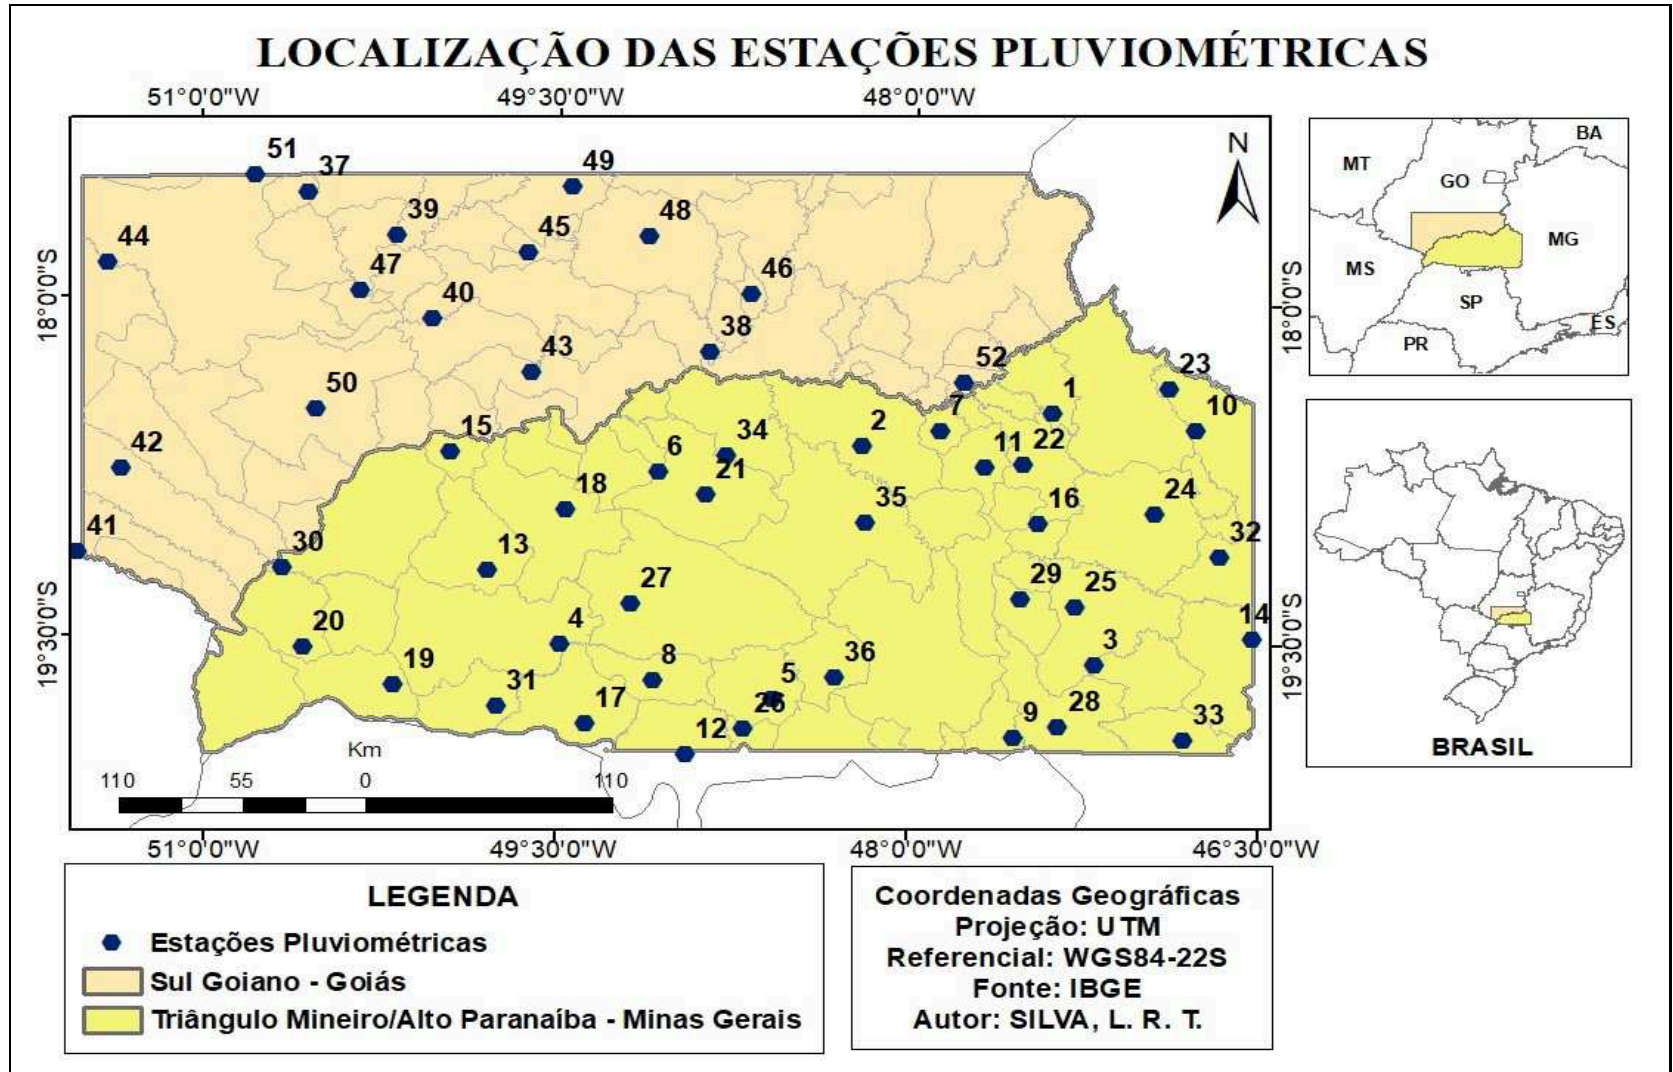 LOCALIZAÇÃO DAS ESTAÇÕES PLUVIOMÉTRICAS
51°0'0"W 49°30'0"W 48°0'0"W
N
51
37
49
39
45
48
44
47
40
46
18°0'0"S
18°0'0"S
38
43
52
23
50
1
10
15
7
42
6
34
2
11
22
21
18
35
16
24
41
30
13
32
27
29
25
14
19°30'0"S
19°30'0"S
20
4
3
19
8
36
31
5
17
26
12
9
28
33
Km
110 55 0 110
51°0'0"W 49°30'0"W 48°0'0"W 46°30'0"W
BA
MT
GO
MG
MS
SP
ES
PR
BRASIL
LEGENDA
Estações Pluviométricas
Sul Goiano - Goiás
Triângulo Mineiro/Alto Paranaíba - Minas Gerais
Coordenadas Geográficas
Projeção: UTM
Referencial: WGS84-22S
Fonte: IBGE
Autor: SILVA, L. R. T.